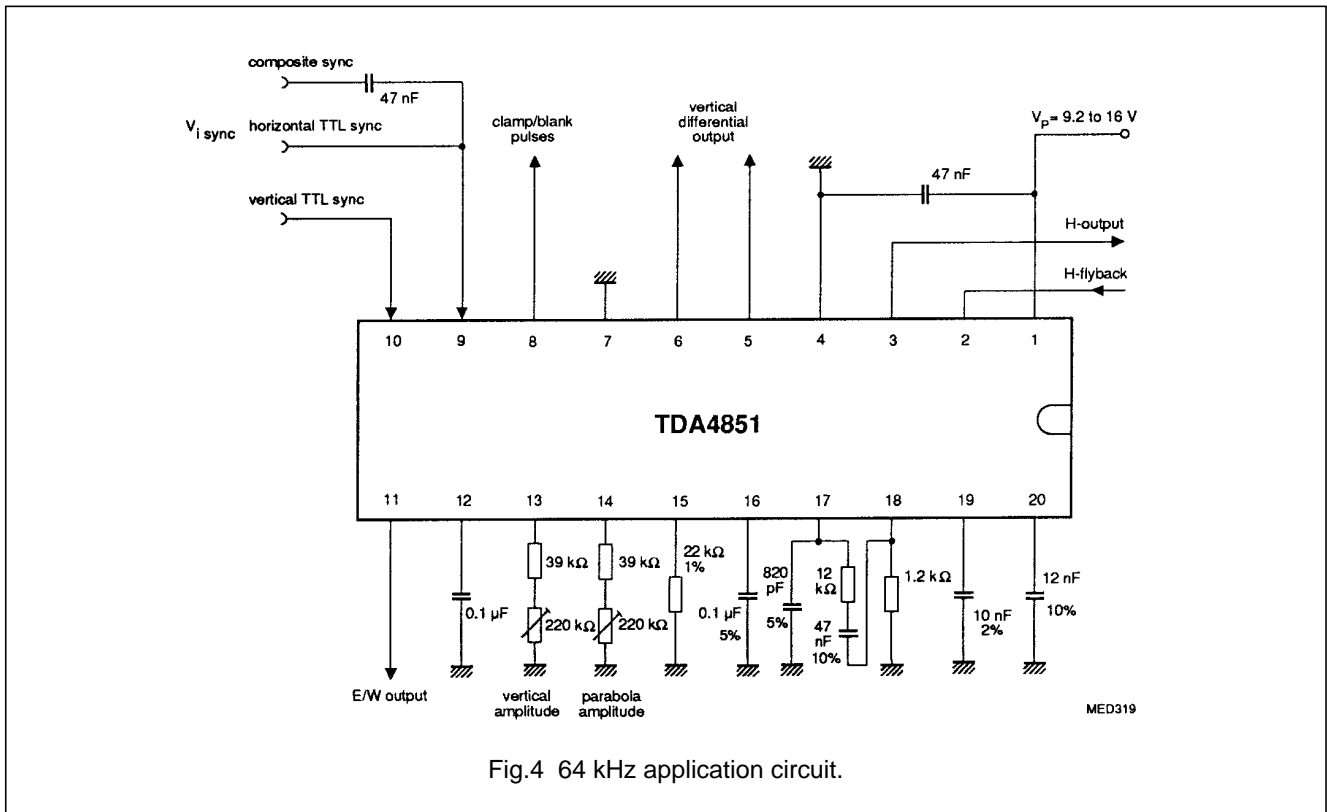 composite sync
47 nF
V i sync
horizontal TTL sync
vertical TTL sync
clamp/blank
pulses
vertical
differential
output
V P = 9.2 to 16 V
47 nF
H-output
H-flyback
10 9 8 7 6 5 4 3 2 1
TDA4851
11 12 13 14 15 16 17 18 19 20
0.1 µF
39 kΩ
220 kΩ
39 kΩ
220 kΩ
22 kΩ
1%
0.1 µF
5%
820
pF
5%
12
kΩ
47
nF
10%
1.2 kΩ
10 nF
2%
12 nF
10%
E/W output
vertical
amplitude
parabola
amplitude
MED319
Fig.4 64 kHz application circuit.